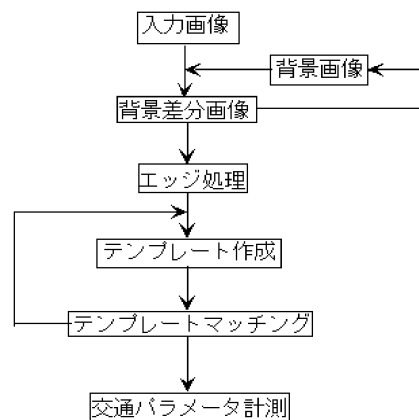 入力画像
背景画像
背景差分画像
エッジ処理
テンプレート作成
テンプレートマッチング
交通パラメータ計測